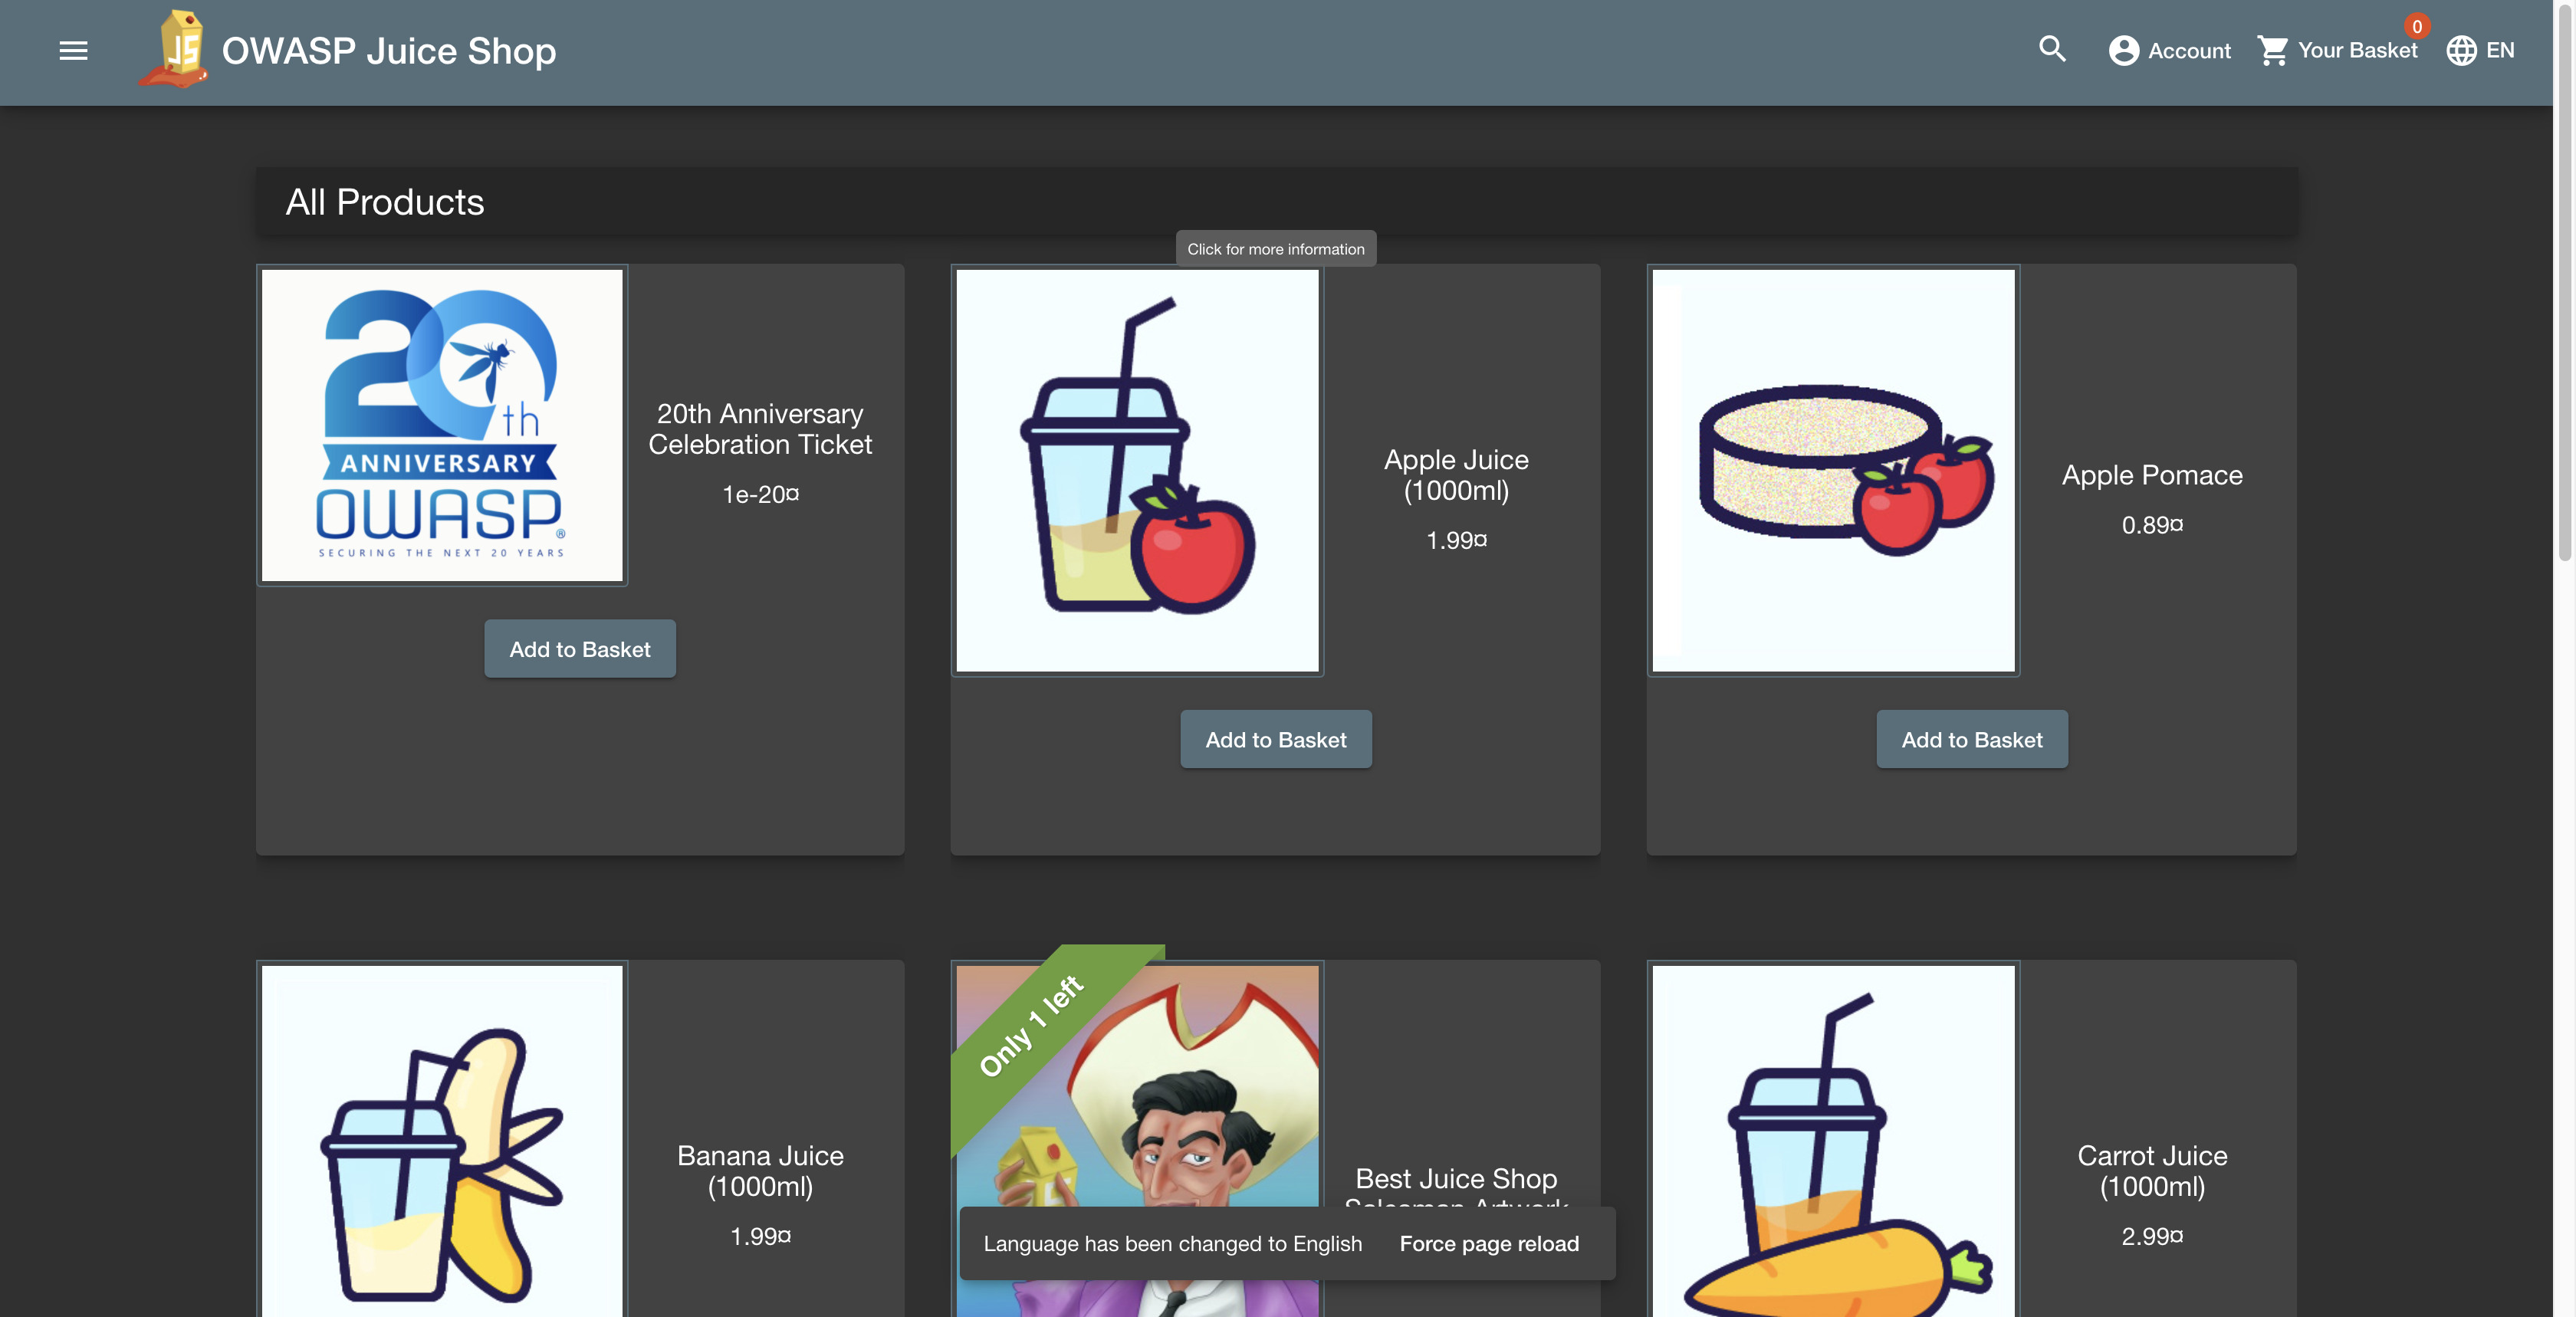 JS
OWASP Juice Shop
Account
0
Your Basket
EN
All Products
Click for more information
20th
ANNIVERSARY
OWASP®
SECURING THE NEXT 20 YEARS
20th Anniversary
Celebration Ticket
1e-20¤
Add to Basket
Apple Juice
(1000ml)
1.99¤
Add to Basket
Apple Pomace
0.89¤
Add to Basket
Banana Juice
(1000ml)
1.99¤
Only 1 left
Best Juice Shop
Salesman Artwork
Carrot Juice
(1000ml)
2.99¤
Language has been changed to English
Force page reload